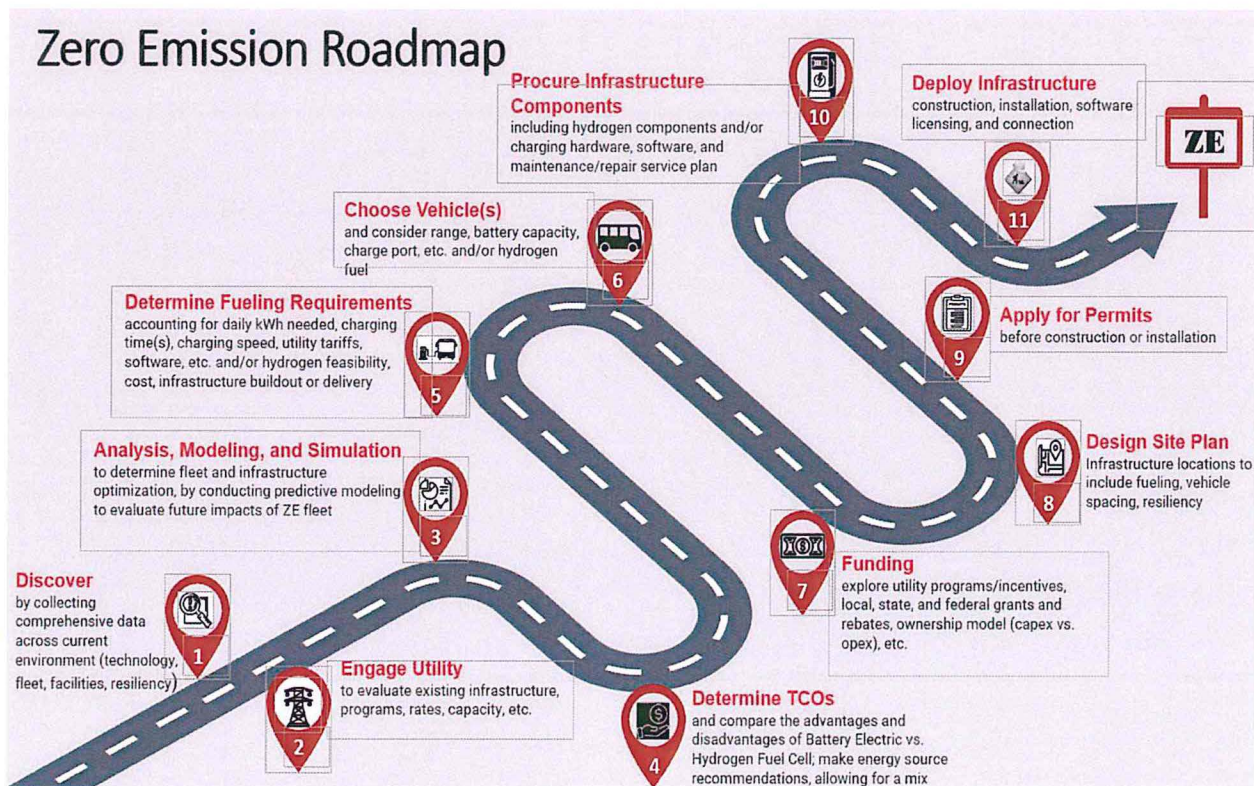 Zero Emission Roadmap
Discover
by collecting
comprehensive data
across current
environment (technology,
fleet, facilities, resiliency)
1
Engage Utility
to evaluate existing infrastructure,
programs, rates, capacity, etc.
2
Analysis, Modeling, and Simulation
to determine fleet and infrastructure
optimization, by conducting predictive modeling
to evaluate future impacts of ZE fleet
3
Determine TCOs
and compare the advantages and
disadvantages of Battery Electric vs.
Hydrogen Fuel Cell; make energy source
recommendations, allowing for a mix
4
Determine Fueling Requirements
accounting for daily kWh needed, charging
time(s), charging speed, utility tariffs,
software, etc. and/or hydrogen feasibility,
cost, infrastructure buildout or delivery
5
Choose Vehicle(s)
and consider range, battery capacity,
charge port, etc. and/or hydrogen
fuel
6
Funding
explore utility programs/incentives,
local, state, and federal grants and
rebates, ownership model (capex vs.
opex), etc.
7
Design Site Plan
Infrastructure locations to
include fueling, vehicle
spacing, resiliency
8
Apply for Permits
before construction or installation
9
Procure Infrastructure
Components
including hydrogen components and/or
charging hardware, software, and
maintenance/repair service plan
10
Deploy Infrastructure
construction, installation, software
licensing, and connection
11
ZE